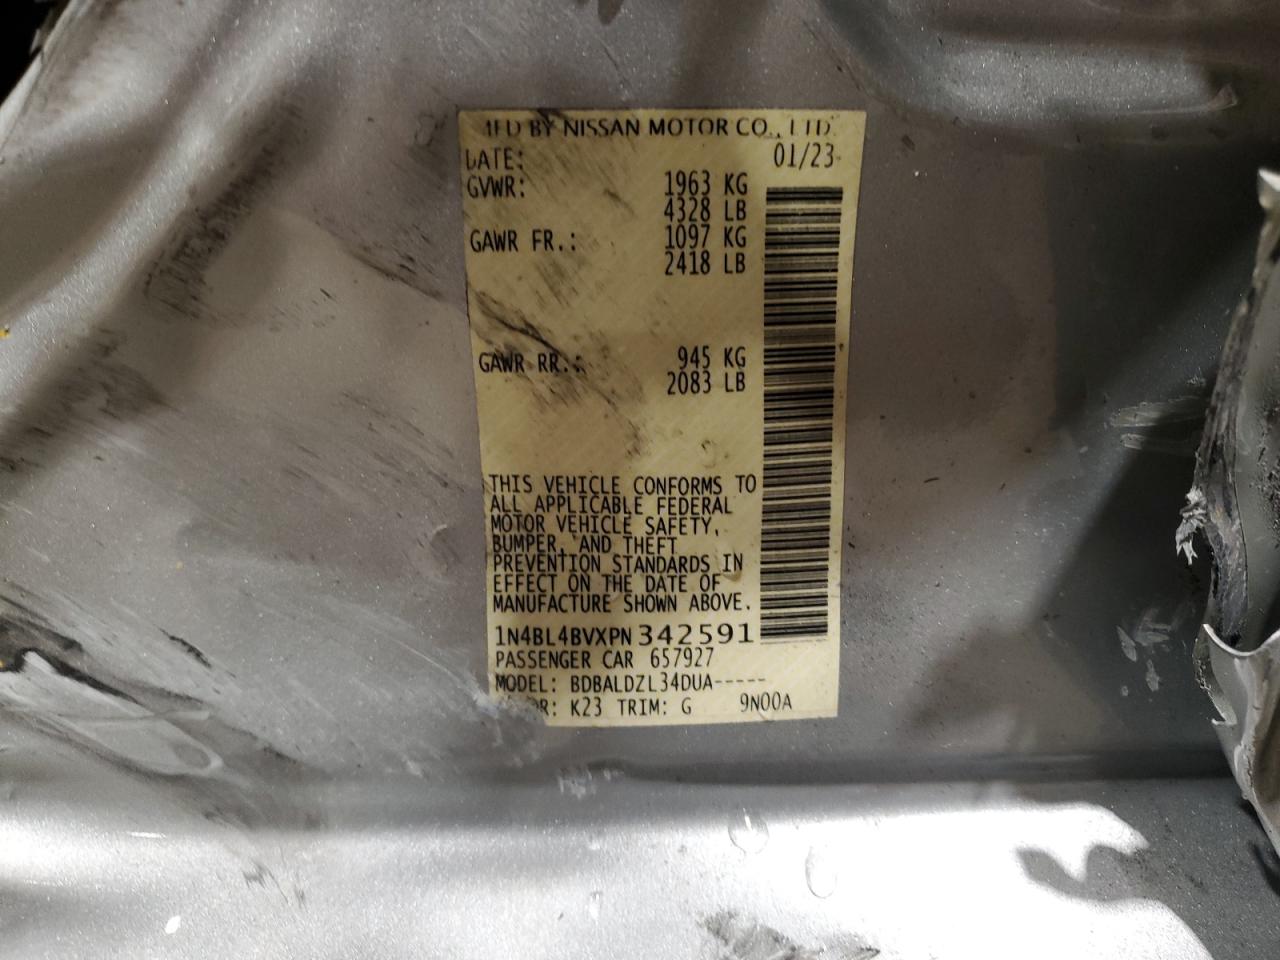 MFD BY NISSAN MOTOR CO., LTD.
DATE: 01/23
GVWR: 1963 KG
4328 LB
GAWR FR.: 1097 KG
2418 LB
GAWR RR.: 945 KG
2083 LB
THIS VEHICLE CONFORMS TO
ALL APPLICABLE FEDERAL
MOTOR VEHICLE SAFETY,
BUMPER, AND THEFT
PREVENTION STANDARDS IN
EFFECT ON THE DATE OF
MANUFACTURE SHOWN ABOVE.
1N4BL4BVXPN342591
PASSENGER CAR 657927
MODEL: BDBALDZL34DUA-----
K23 TRIM: G 9N00A